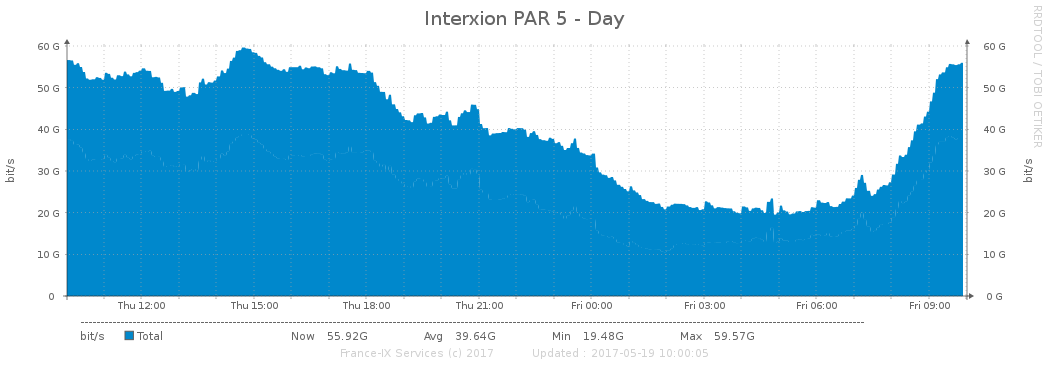 Interxion PAR 5 - Day
RRDTOOL / TOBI OETIKER
60 G 60 G
50 G 50 G
40 G 40 G
30 G 30 G
20 G 20 G
10 G 10 G
0 0 G
bit/s
bit/s
Thu 12:00 Thu 15:00 Thu 18:00 Thu 21:00 Fri 00:00 Fri 03:00 Fri 06:00 Fri 09:00
bit/s Total Now 55.92G Avg 39.64G Min 19.48G Max 59.57G
France-IX Services (c) 2017 Updated : 2017-05-19 10:00:05